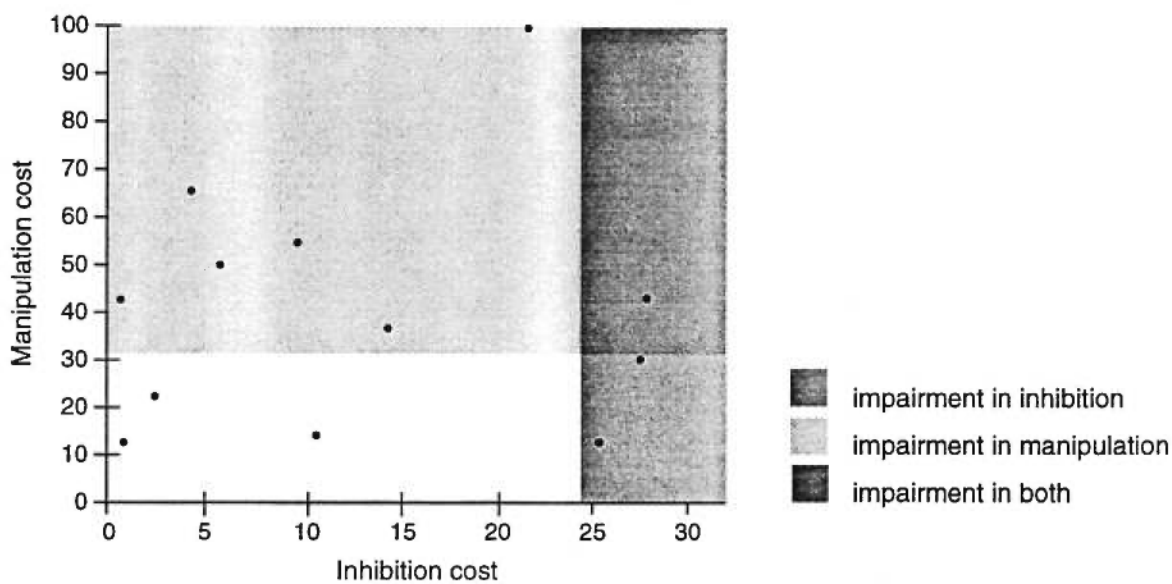 100
90
80
70
60
50
40
30
20
10
0
Manipulation cost
0 5 10 15 20 25 30
Inhibition cost
impairment in inhibition
impairment in manipulation
impairment in both